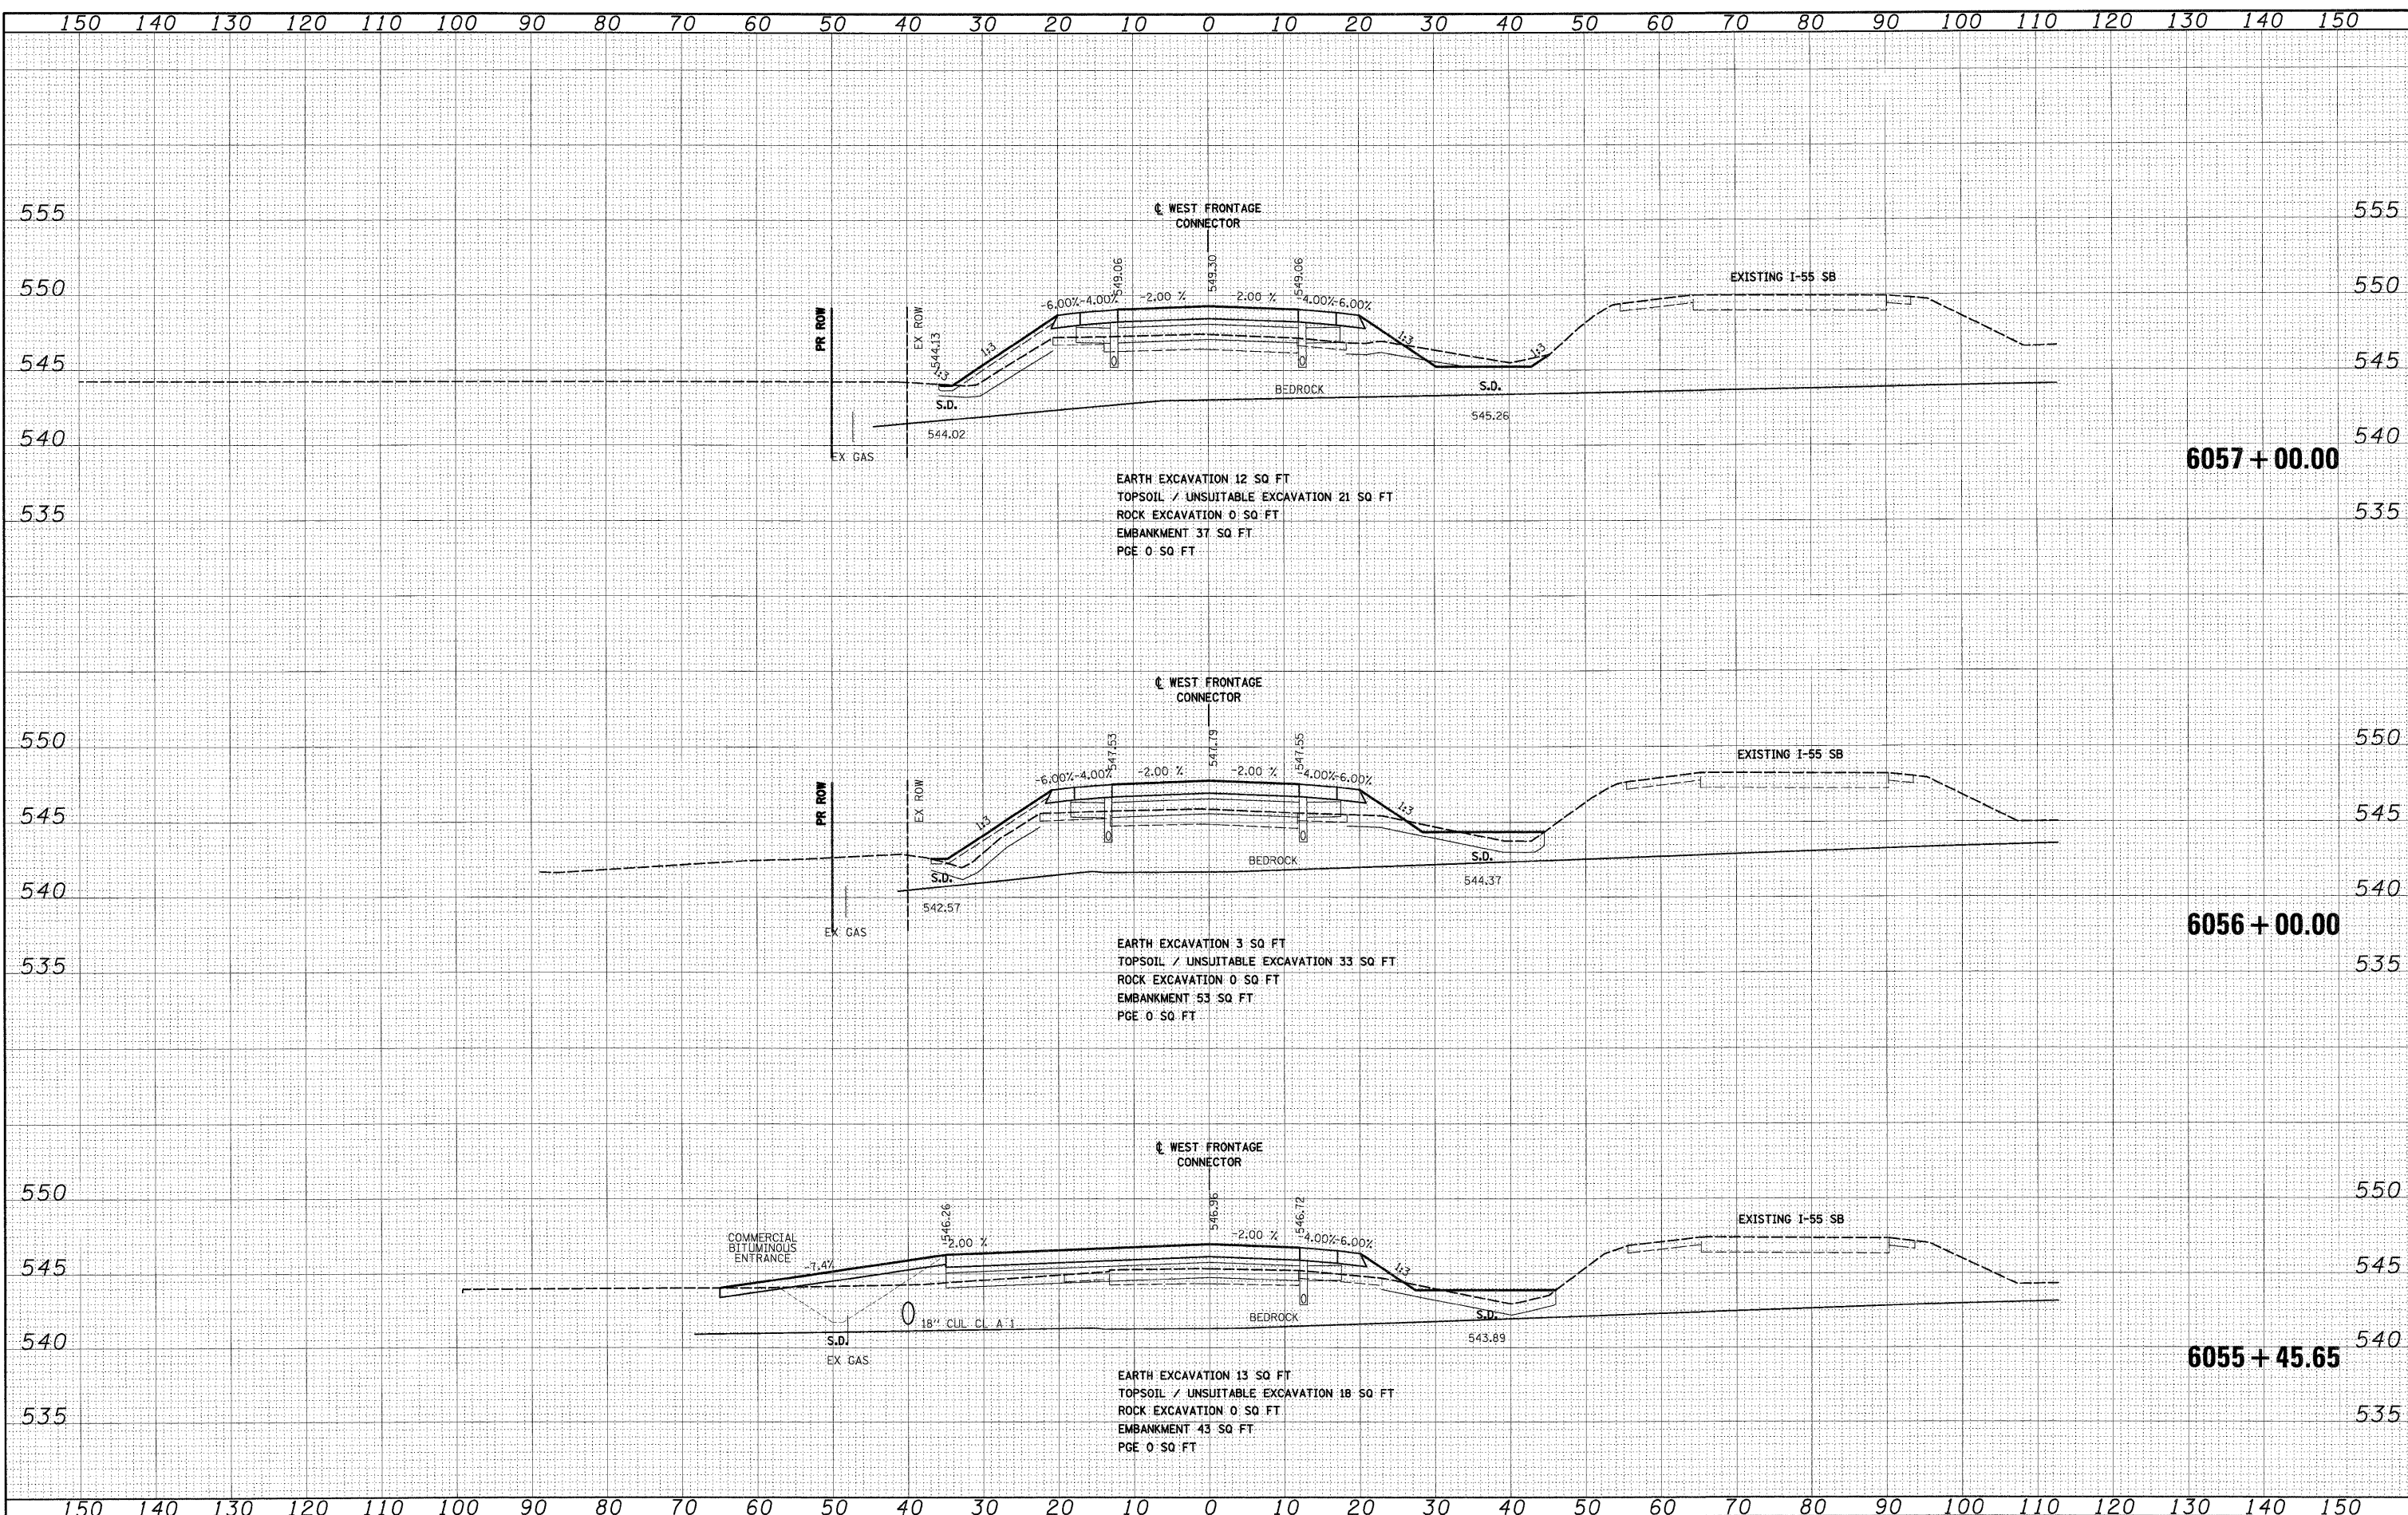 150 140 130 120 110 100 90 80 70 60 50 40 30 20 10 0 10 20 30 40 50 60 70 80 90 100 110 120 130 140 150
555 555
℄ WEST FRONTAGE
CONNECTOR
550 549.06 549.30 549.06 EXISTING I-55 SB 550
-6.00% -4.00% -2.00 % -2.00 % -4.00% -6.00%
PR ROW EX ROW 544.13
545 1:3 1:3 1:3 1:3 545
S.D. BEDROCK S.D.
544.02 545.26
540 540
EX GAS
6057+00.00
EARTH EXCAVATION 12 SQ FT
TOPSOIL / UNSUITABLE EXCAVATION 21 SQ FT
ROCK EXCAVATION 0 SQ FT
EMBANKMENT 37 SQ FT
PGE 0 SQ FT
535 535
℄ WEST FRONTAGE
CONNECTOR
550 547.53 547.79 547.55 EXISTING I-55 SB 550
-6.00% -4.00% -2.00 % -2.00 % -4.00% -6.00%
PR ROW EX ROW
545 1:3 1:3 545
S.D. BEDROCK S.D.
542.57 544.37
540 540
EX GAS
6056+00.00
EARTH EXCAVATION 3 SQ FT
TOPSOIL / UNSUITABLE EXCAVATION 33 SQ FT
ROCK EXCAVATION 0 SQ FT
EMBANKMENT 53 SQ FT
PGE 0 SQ FT
535 535
℄ WEST FRONTAGE
CONNECTOR
550 546.26 546.96 546.72 EXISTING I-55 SB 550
COMMERCIAL
BITUMINOUS
ENTRANCE
-7.4% -2.00 % -2.00 % -4.00% -6.00%
545 1:3 545
18" CUL CL A 1 BEDROCK S.D.
S.D. 543.89
540 540
EX GAS
6055+45.65
EARTH EXCAVATION 13 SQ FT
TOPSOIL / UNSUITABLE EXCAVATION 18 SQ FT
ROCK EXCAVATION 0 SQ FT
EMBANKMENT 43 SQ FT
PGE 0 SQ FT
535 535
150 140 130 120 110 100 90 80 70 60 50 40 30 20 10 0 10 20 30 40 50 60 70 80 90 100 110 120 130 140 150